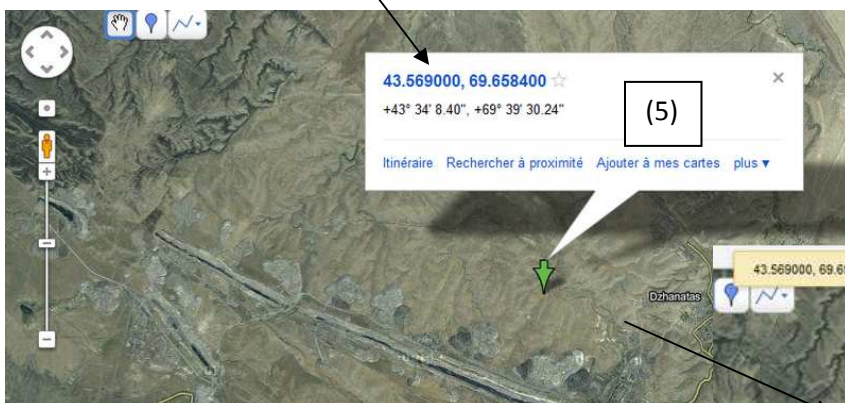 43.569000, 69.658400
+43° 34' 8.40", +69° 39' 30.24"
(5)
Itinéraire Rechercher à proximité Ajouter à mes cartes plus ▼
43.569000, 69.6
Dzhanatas